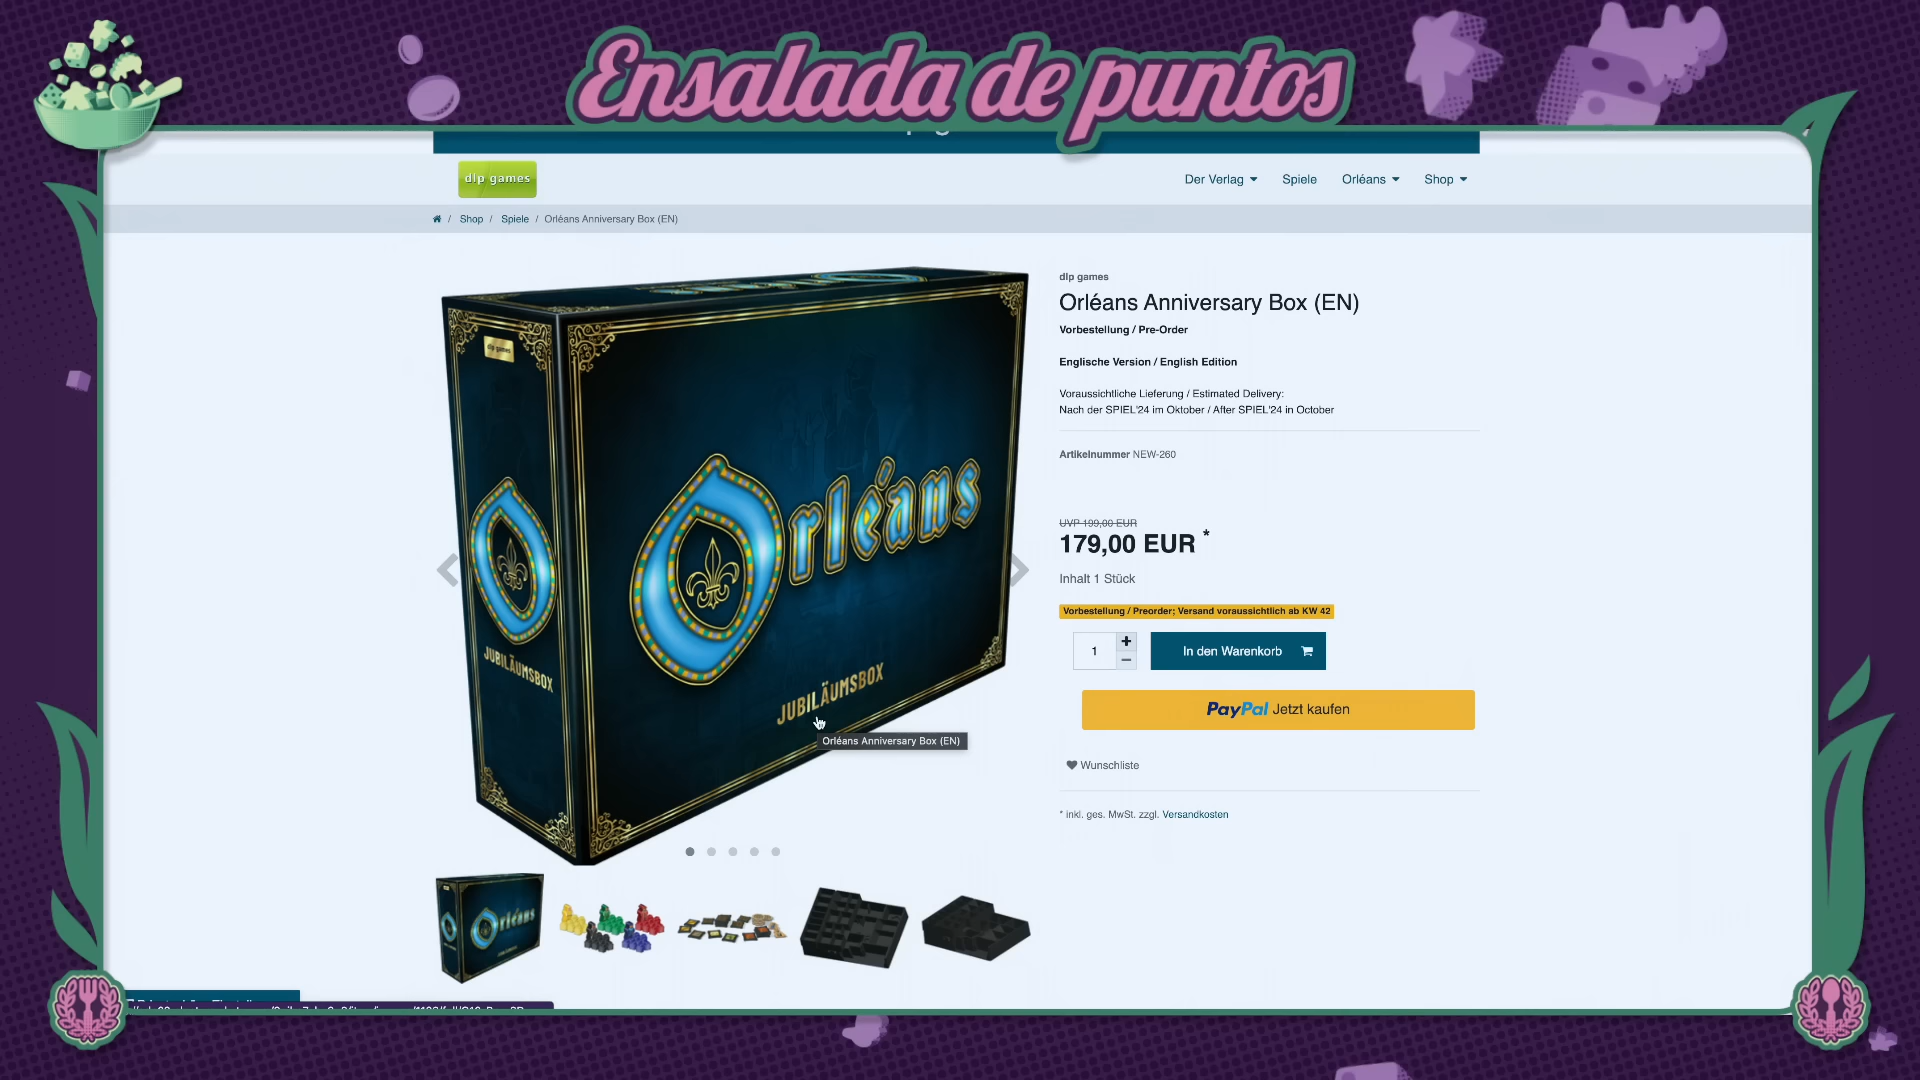 Ensalada de puntos
dlp games
Der Verlag
Spiele
Orléans
Shop
/ Shop / Spiele / Orléans Anniversary Box (EN)
dlp games
Orléans
JUBILÄUMSBOX
JUBILÄUMSBOX
Orléans Anniversary Box (EN)
dlp games
Orléans Anniversary Box (EN)
Vorbestellung / Pre-Order
Englische Version / English Edition
Voraussichtliche Lieferung / Estimated Delivery:
Nach der SPIEL'24 im Oktober / After SPIEL'24 in October
Artikelnummer NEW-260
UVP 199,00 EUR
179,00 EUR *
Inhalt 1 Stück
Vorbestellung / Preorder; Versand voraussichtlich ab KW 42
1
In den Warenkorb
PayPal Jetzt kaufen
Wunschliste
* inkl. ges. MwSt. zzgl. Versandkosten
Orléans